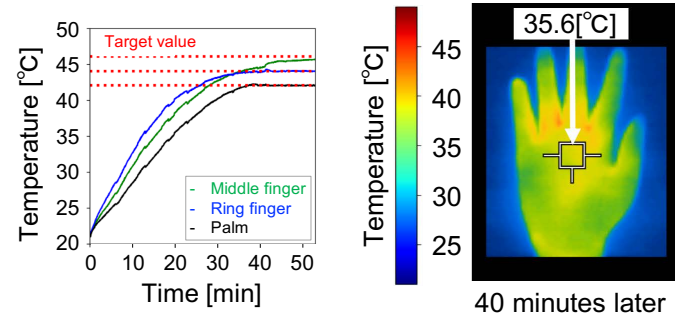 Temperature [℃]
50
45
40
35
30
25
20
Target value
Middle finger
Ring finger
Palm
0 10 20 30 40 50
Time [min]
Temperature [℃]
45
40
35
30
25
35.6[℃]
40 minutes later